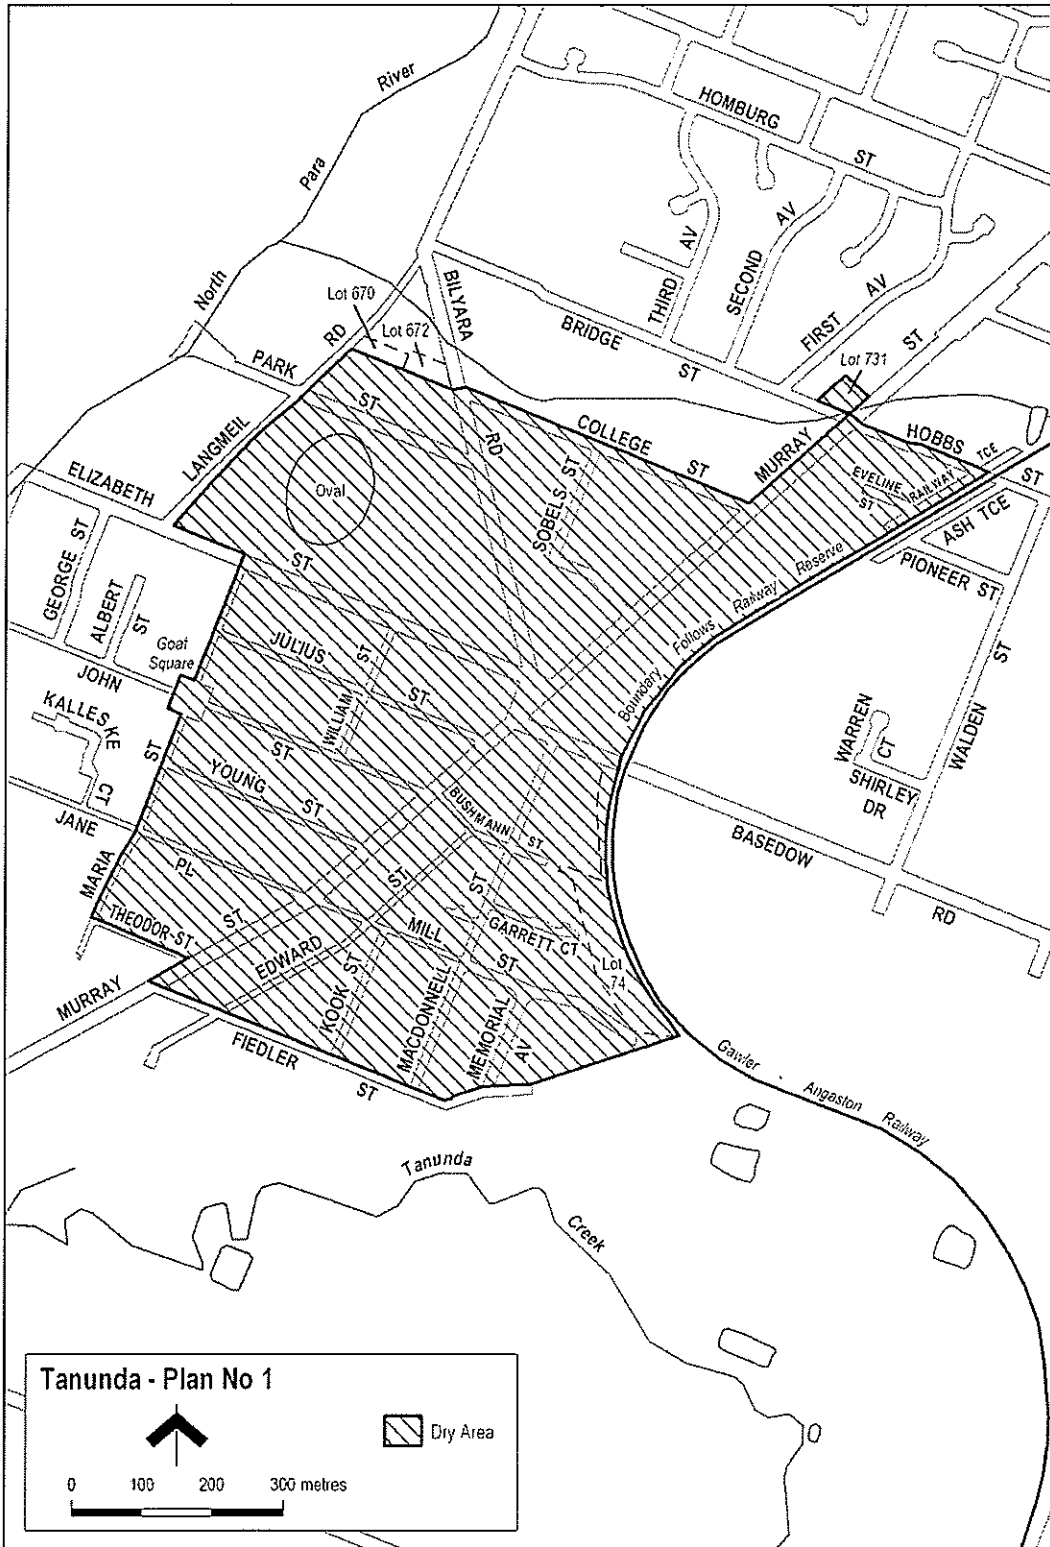 River
Para
North
HOMBURG
ST
THIRD
AV
SECOND
AV
FIRST
AV
ST
BILYARA
RD
BRIDGE
ST
Lot 670
Lot 672
Lot 731
PARK
ST
RD
LANGMEIL
COLLEGE
ST
MURRAY
HOBBS
ST
TCE
RAILWAY
EVELINE
ST
ASH TCE
PIONEER ST
ELIZABETH
ST
Oval
SOBELS
ST
GEORGE ST
ALBERT
ST
Goat
Square
JOHN
ST
JULIUS
ST
WILLIAM
ST
Boundary Follows Railway Reserve
KALLESKE
CT
JANE
PL
YOUNG
ST
BUSHMANN ST
WARREN
CT
SHIRLEY
DR
WALDEN
ST
BASEDOW
RD
MARIA
ST
THEODOR-ST
MURRAY
ST
EDWARD
ST
MILL
ST
GARRETT CT
KOOK ST
MACDONNELL
ST
MEMORIAL
AV
Lot
74
FIEDLER
ST
Gawler - Angaston Railway
Tanunda
Creek
Tanunda - Plan No 1
Dry Area
0 100 200 300 metres